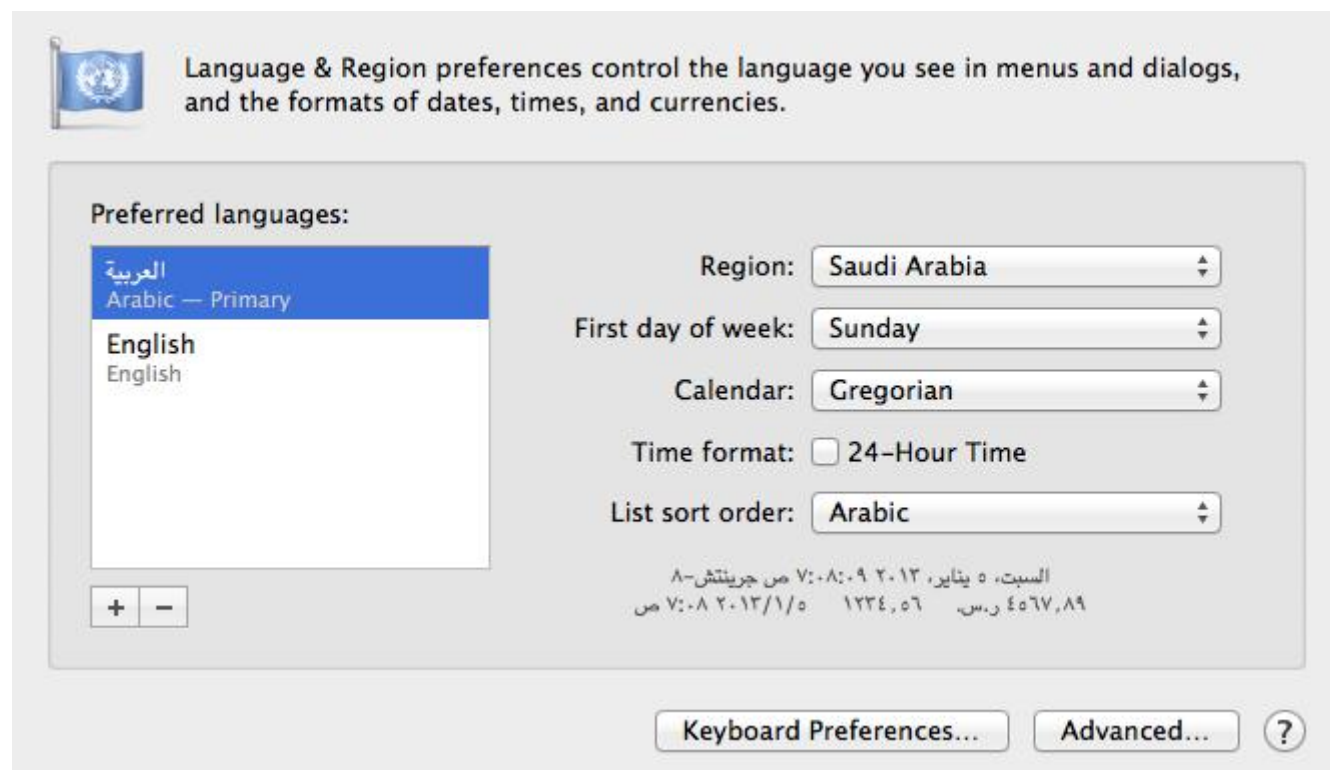 Language & Region preferences control the language you see in menus and dialogs,
and the formats of dates, times, and currencies.
Preferred languages:
العربية
Arabic — Primary
English
English
Region: Saudi Arabia
First day of week: Sunday
Calendar: Gregorian
Time format: 24-Hour Time
List sort order: Arabic
السبت، ٥ يناير، ٢٠١٣ ٧:٠٨:٠٩ ص جرينتش-٨
٤٥٦٧,٨٩ ر.س. ١٢٣٤,٥٦ ٢٠١٣/١/٥ ٧:٠٨ ص
+ −
Keyboard Preferences... Advanced... ?